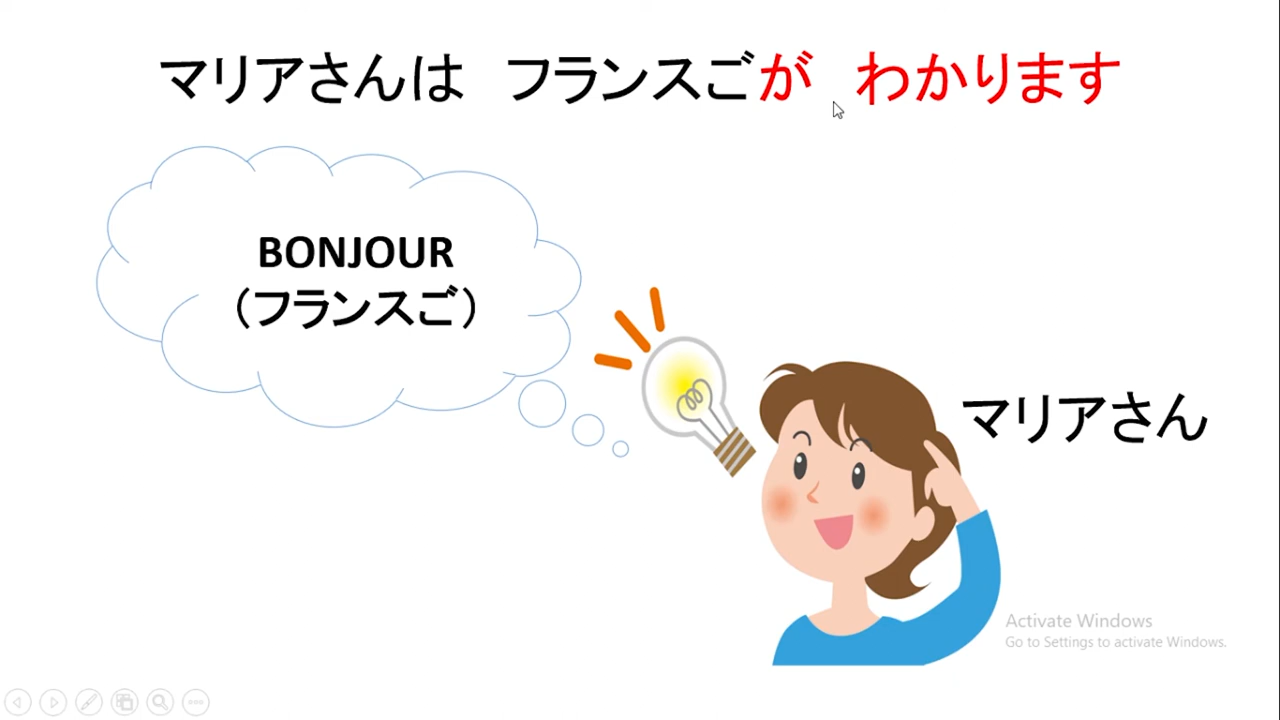 マリアさんは　フランスごが　わかります
BONJOUR
（フランスご）
マリアさん
Activate Windows
Go to Settings to activate Windows.